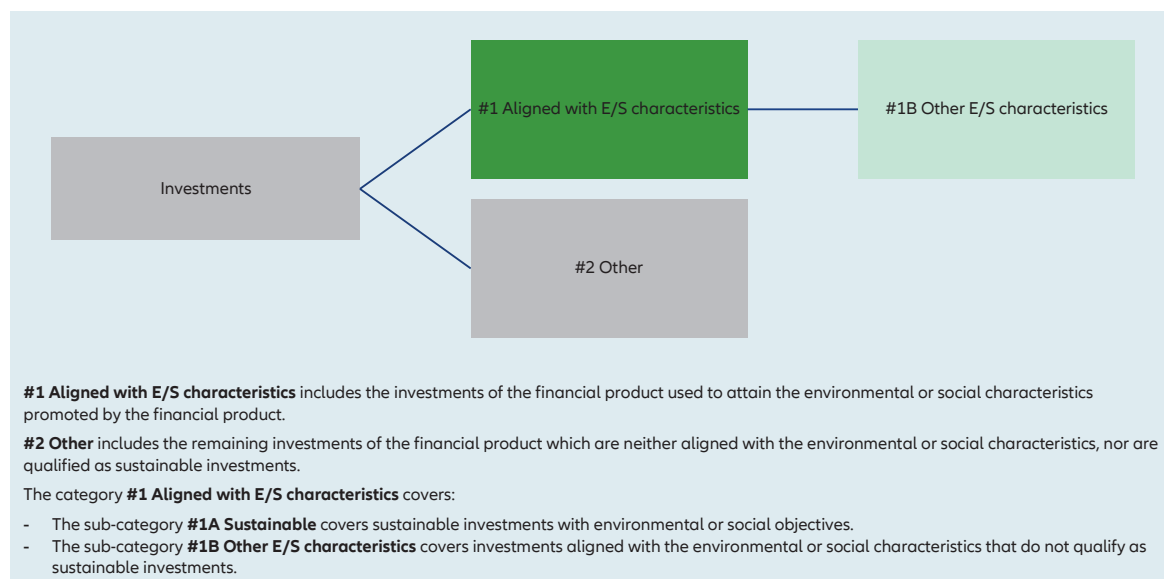 #1 Aligned with E/S characteristics
#1B Other E/S characteristics
Investments
#2 Other
#1 Aligned with E/S characteristics includes the investments of the financial product used to attain the environmental or social characteristics
promoted by the financial product.
#2 Other includes the remaining investments of the financial product which are neither aligned with the environmental or social characteristics, nor are
qualified as sustainable investments.
The category #1 Aligned with E/S characteristics covers:
- The sub-category #1A Sustainable covers sustainable investments with environmental or social objectives.
- The sub-category #1B Other E/S characteristics covers investments aligned with the environmental or social characteristics that do not qualify as
sustainable investments.